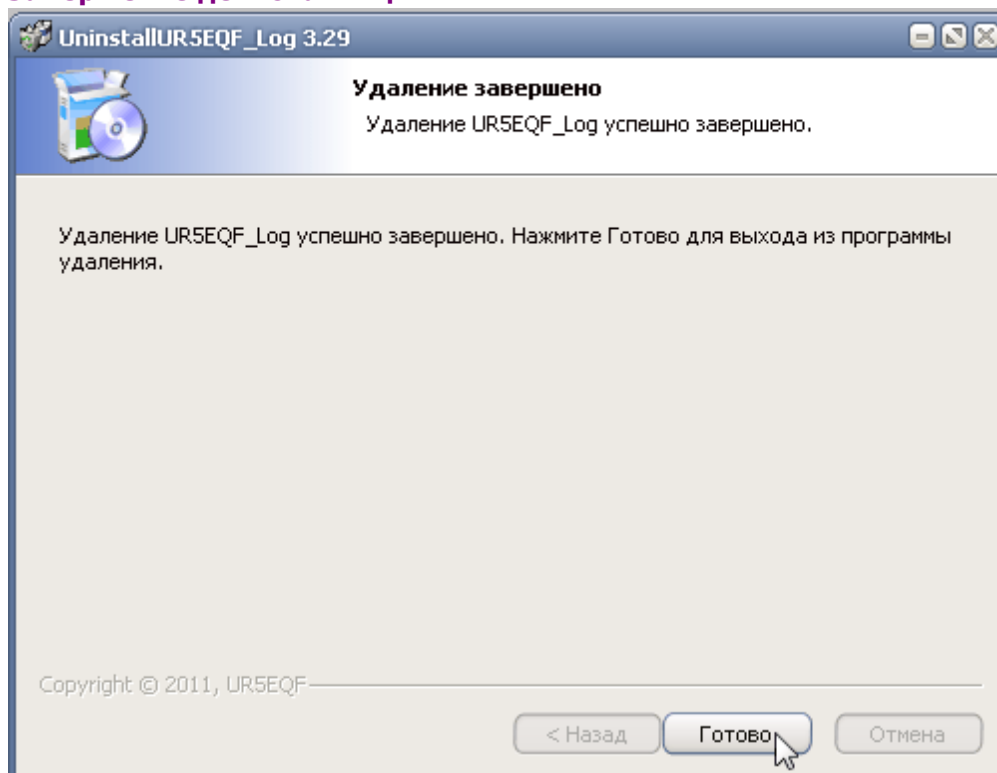 UninstallUR5EQF_Log 3.29
Удаление завершено
Удаление UR5EQF_Log успешно завершено.
Удаление UR5EQF_Log успешно завершено. Нажмите Готово для выхода из программы
удаления.
Copyright © 2011, UR5EQF
< Назад Готово Отмена